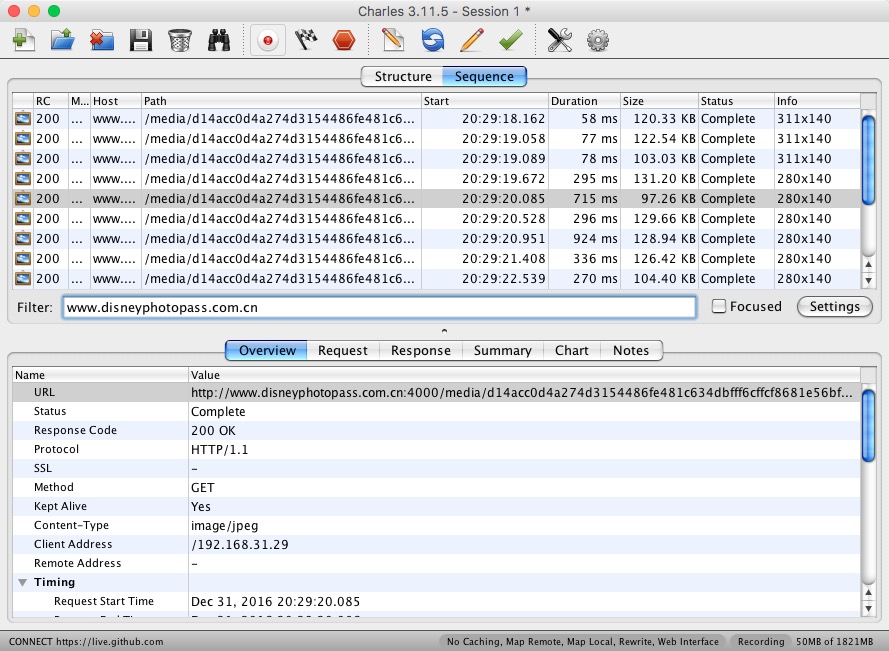 Charles 3.11.5 - Session 1 *
Structure Sequence
RC M... Host Path Start Duration Size Status Info
200 ... www.... /media/d14acc0d4a274d3154486fe481c6... 20:29:18.162 58 ms 120.33 KB Complete 311x140
200 ... www.... /media/d14acc0d4a274d3154486fe481c6... 20:29:19.058 77 ms 122.54 KB Complete 311x140
200 ... www.... /media/d14acc0d4a274d3154486fe481c6... 20:29:19.089 78 ms 103.03 KB Complete 311x140
200 ... www.... /media/d14acc0d4a274d3154486fe481c6... 20:29:19.672 295 ms 131.20 KB Complete 280x140
200 ... www.... /media/d14acc0d4a274d3154486fe481c6... 20:29:20.085 715 ms 97.26 KB Complete 280x140
200 ... www.... /media/d14acc0d4a274d3154486fe481c6... 20:29:20.528 296 ms 129.66 KB Complete 280x140
200 ... www.... /media/d14acc0d4a274d3154486fe481c6... 20:29:20.951 924 ms 128.94 KB Complete 280x140
200 ... www.... /media/d14acc0d4a274d3154486fe481c6... 20:29:21.408 336 ms 126.42 KB Complete 280x140
200 ... www.... /media/d14acc0d4a274d3154486fe481c6... 20:29:22.539 270 ms 104.40 KB Complete 280x140
Filter: www.disneyphotopass.com.cn Focused Settings
Overview Request Response Summary Chart Notes
Name Value
URL http://www.disneyphotopass.com.cn:4000/media/d14acc0d4a274d3154486fe481c634dbfff6cffcf8681e56bf...
Status Complete
Response Code 200 OK
Protocol HTTP/1.1
SSL -
Method GET
Kept Alive Yes
Content-Type image/jpeg
Client Address /192.168.31.29
Remote Address -
Timing
Request Start Time Dec 31, 2016 20:29:20.085
CONNECT https://live.github.com No Caching, Map Remote, Map Local, Rewrite, Web Interface Recording 50MB of 1821MB